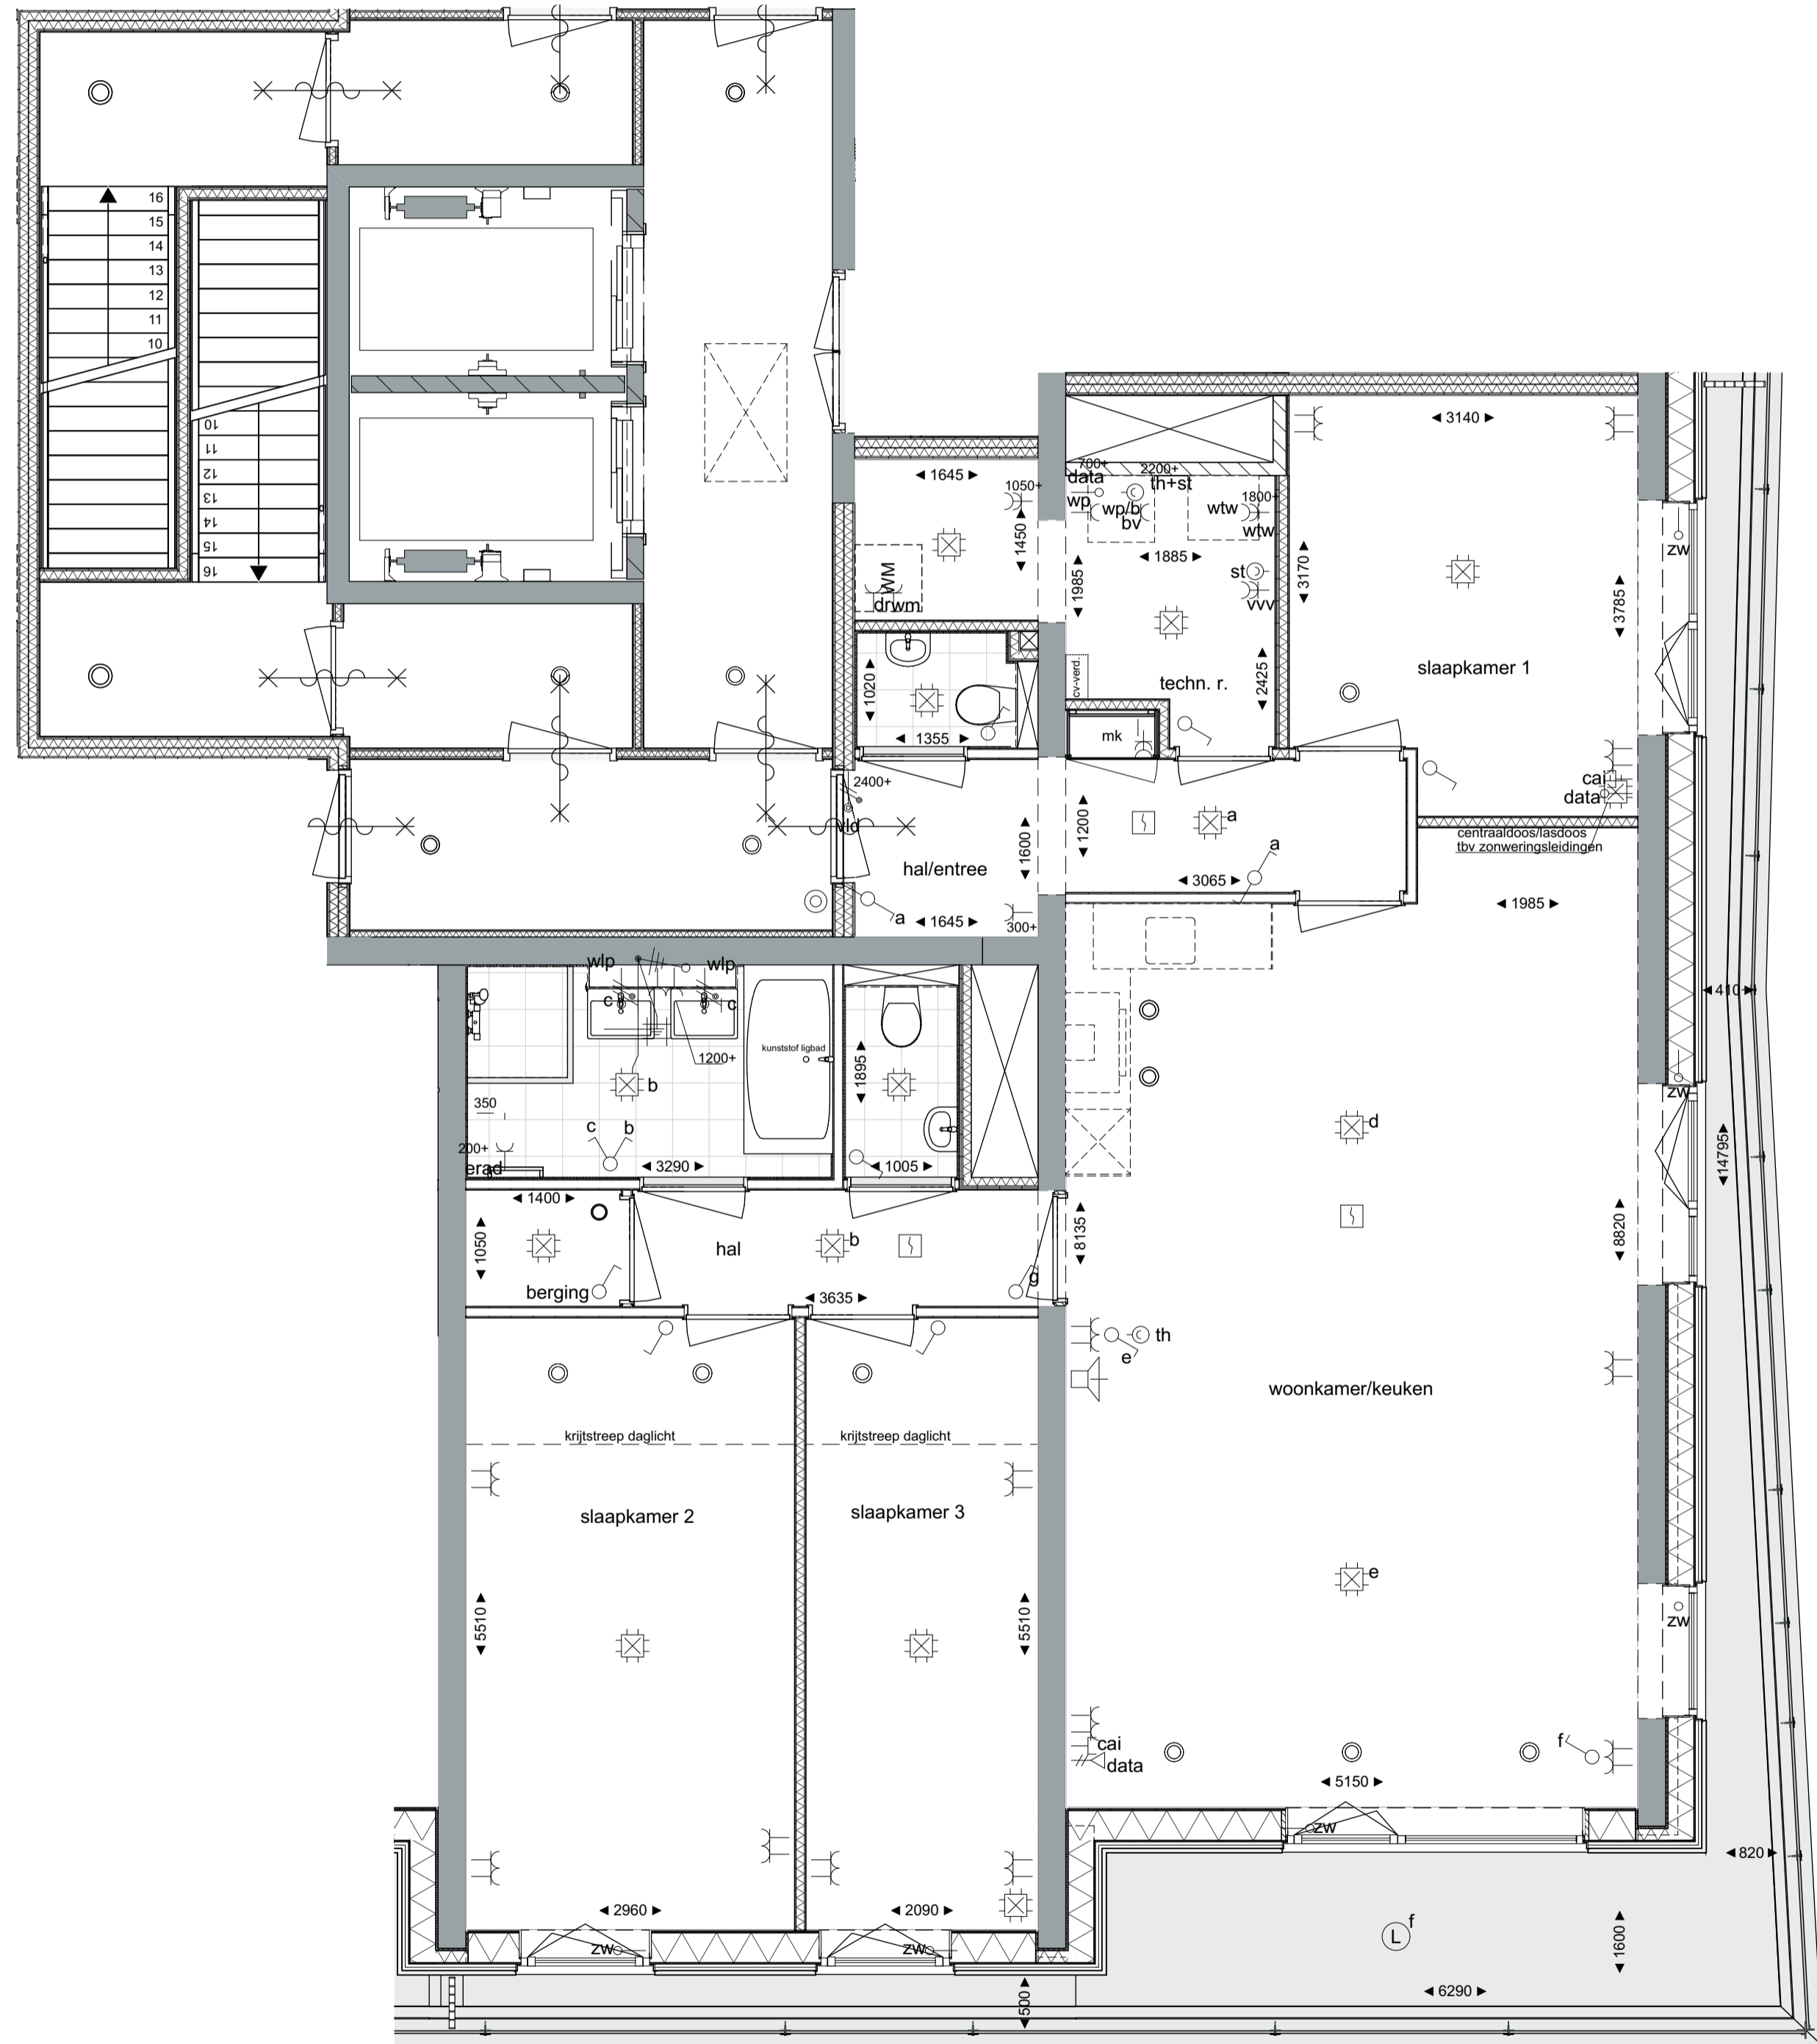 16
15
14
13
12
11
10
10
11
12
13
14
15
16
3140
1645
1050+
700+
data
2200+
th+st
wp
wp/b
bv
wtw
1800+
wtw
1450
1885
1985
3170
zw
st
vvv
WM
drwm
3785
slaapkamer 1
1020
cv-verd.
techn. r.
2425
1355
mk
2400+
vld
cai
data
a
centraaldoos/lasdoos
tbv zonweringsleidingen
1600
1200
a
hal/entree
3065
a
1645
300+
1985
wlp
wlp
c
c
410
1200+
kunststof ligbad
1895
b
zw
350
c
b
d
200+
erad
3290
1005
14795
1400
1050
hal
b
8135
8820
berging
g
3635
th
e
woonkamer/keuken
krijtstreep daglicht
krijtstreep daglicht
slaapkamer 2
slaapkamer 3
e
5510
5510
zw
cai
data
f
5150
zw
820
2960
2090
f
L
1600
zw
zw
500
6290